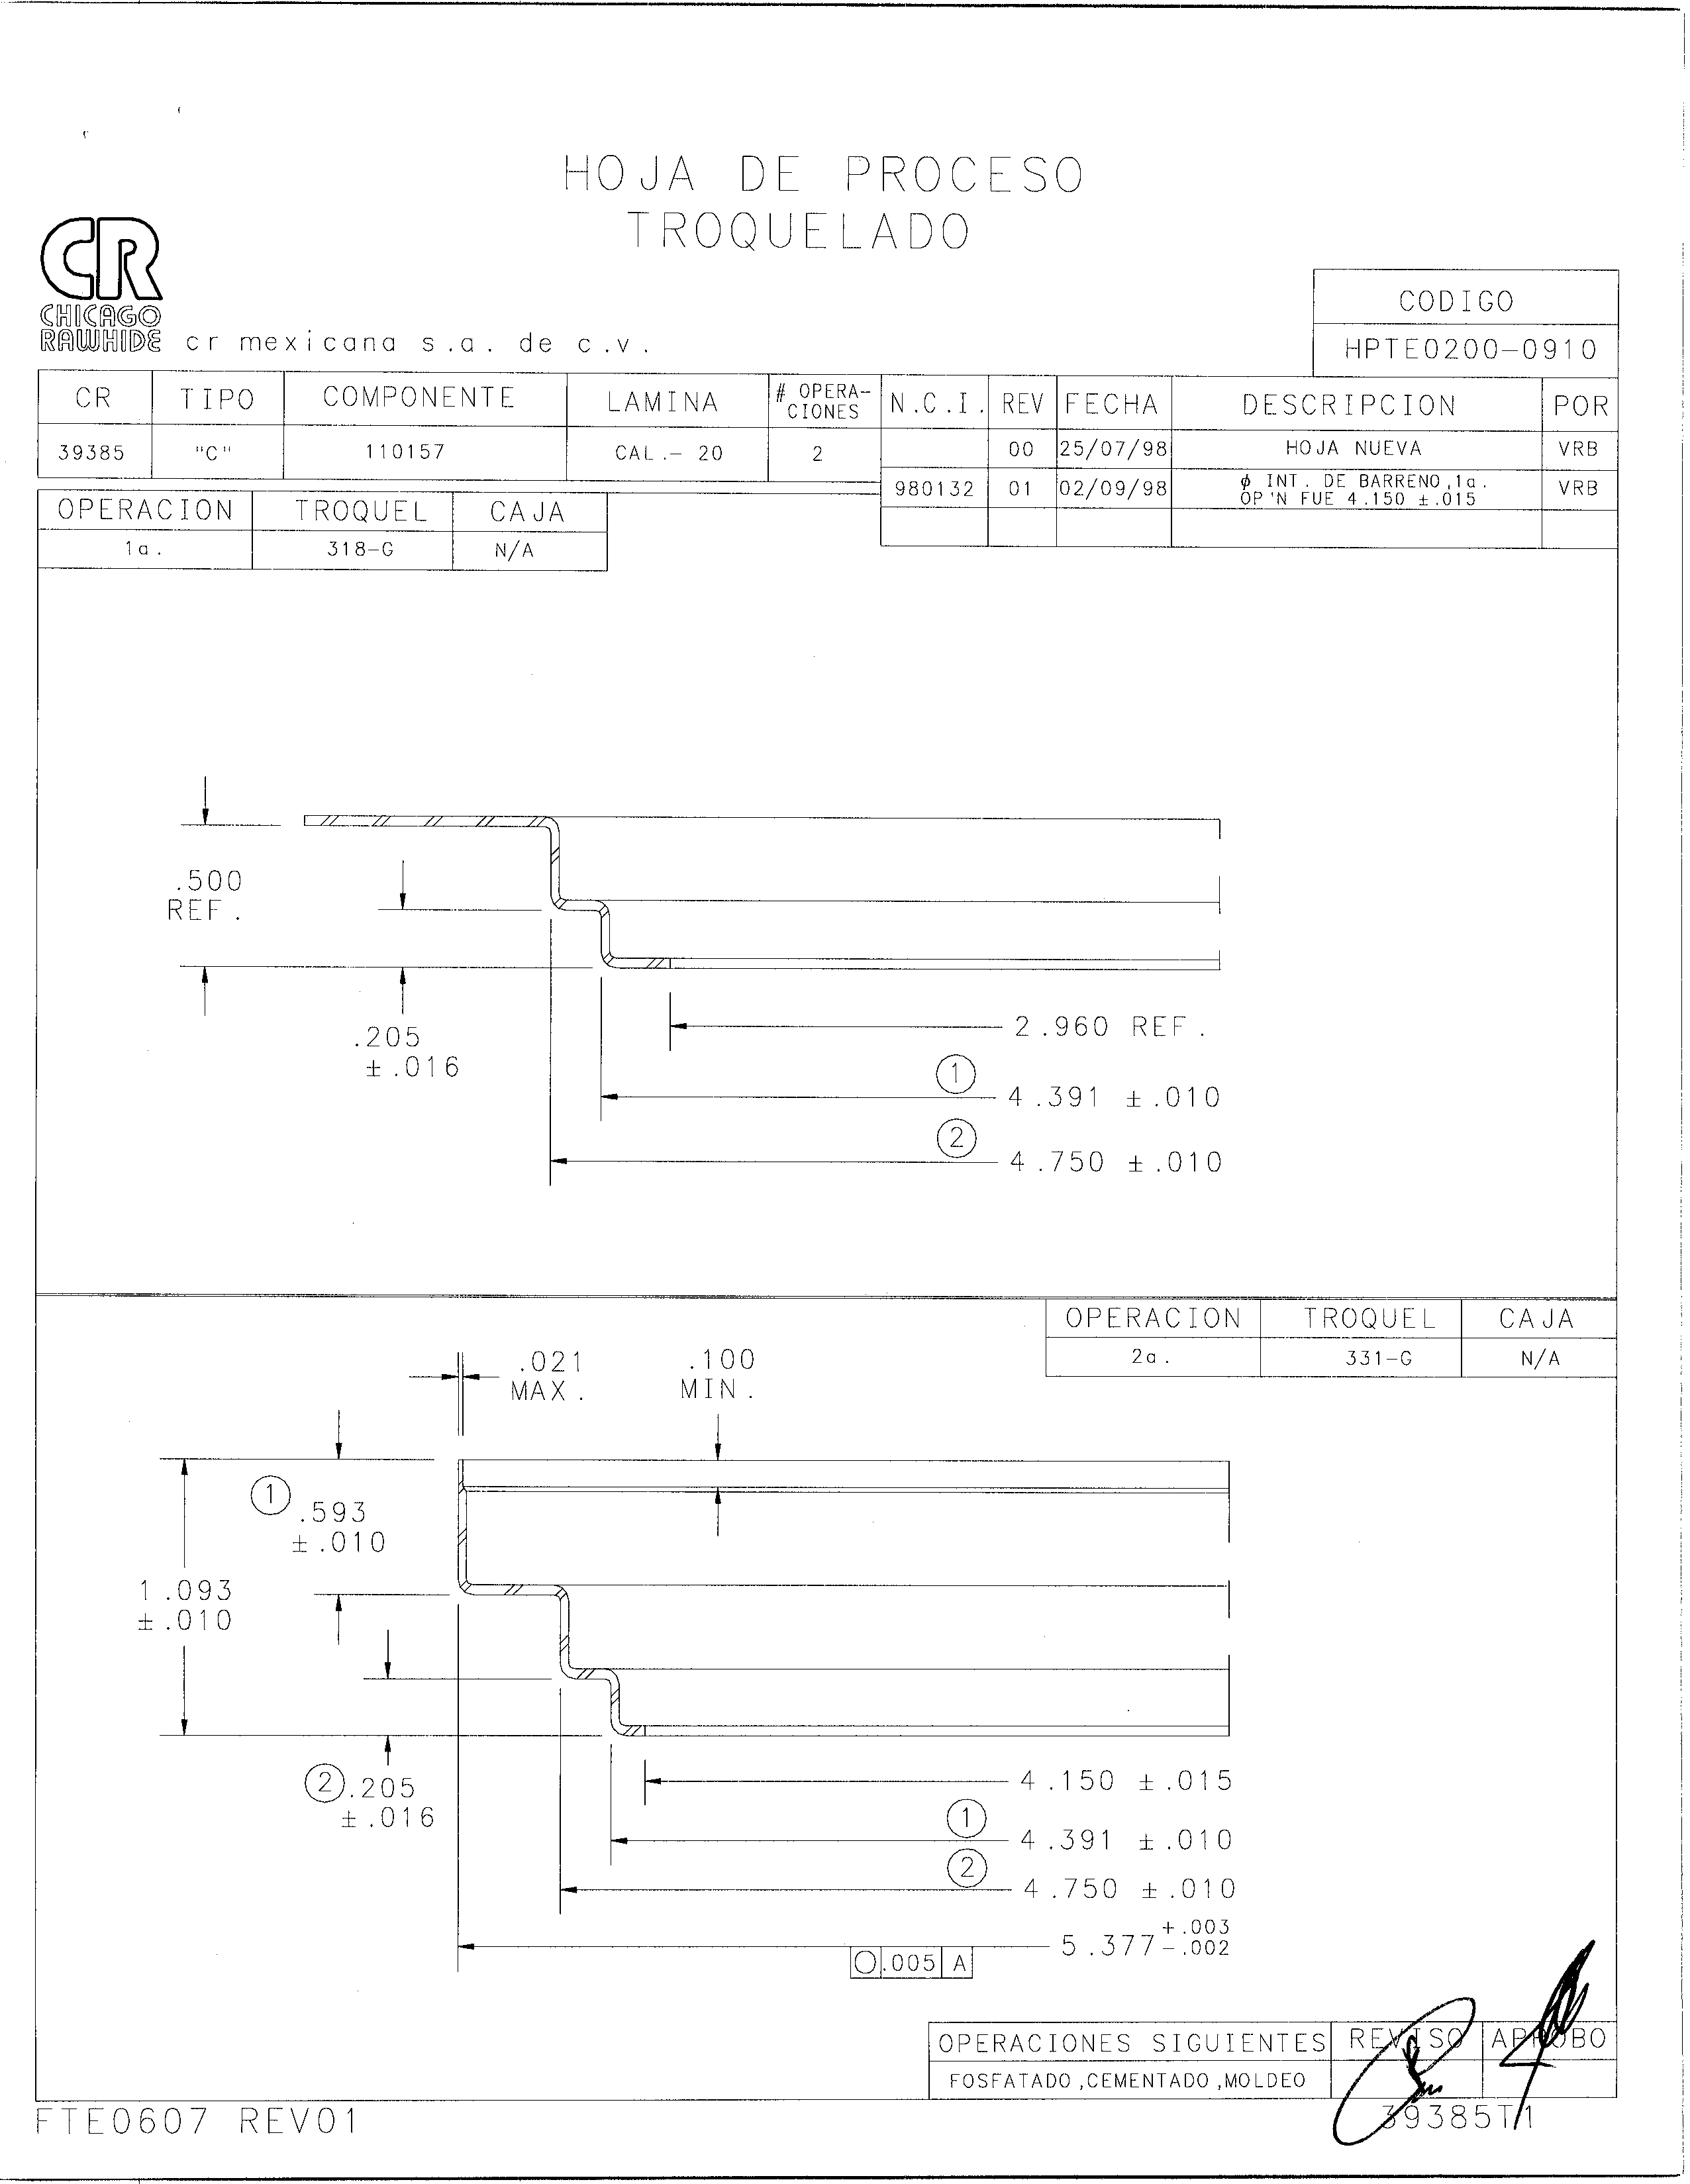 HOJA DE PROCESO
TROQUELADO
CR
CHICAGO
RAWHIDE cr mexicana s.a. de c.v.
CODIGO
HPTE0200-0910
CR TIPO COMPONENTE LAMINA # OPERA-CIONES
39385 "C" 110157 CAL.- 20 2
N.C.I. REV FECHA DESCRIPCION POR
00 25/07/98 HOJA NUEVA VRB
980132 01 02/09/98 ϕ INT. DE BARRENO,1a. VRB
OP'N FUE 4.150 ±.015
OPERACION TROQUEL CAJA
1a. 318-G N/A
.500
REF.
.205
±.016
2.960 REF.
1
4.391 ±.010
2
4.750 ±.010
OPERACION TROQUEL CAJA
2a. 331-G N/A
.021
MAX.
.100
MIN.
1 .593
±.010
1.093
±.010
2 .205
±.016
4.150 ±.015
1
4.391 ±.010
2
4.750 ±.010
5.377 +.003
-.002
○ .005 A
OPERACIONES SIGUIENTES REVISO APROBO
FOSFATADO,CEMENTADO,MOLDEO
FTE0607 REV01
39385T1